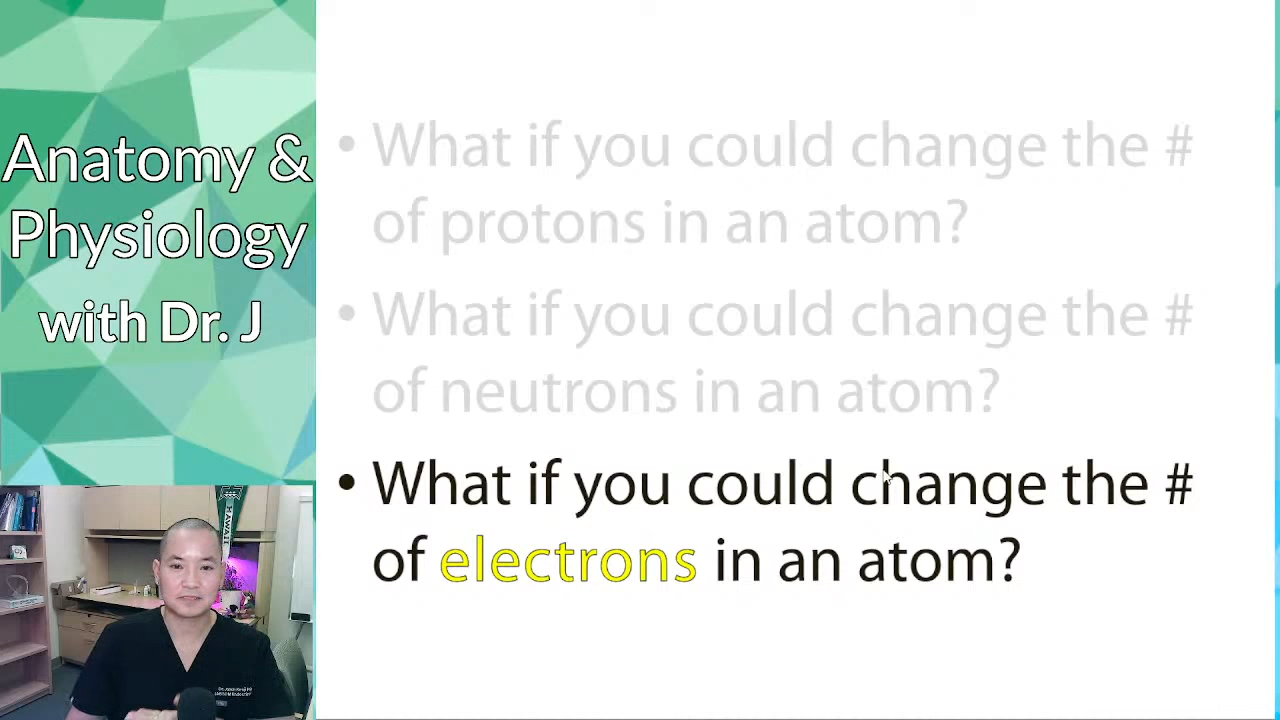 Anatomy &
Physiology
with Dr. J
• What if you could change the #
of protons in an atom?
• What if you could change the #
of neutrons in an atom?
• What if you could change the #
of electrons in an atom?
HAWAII